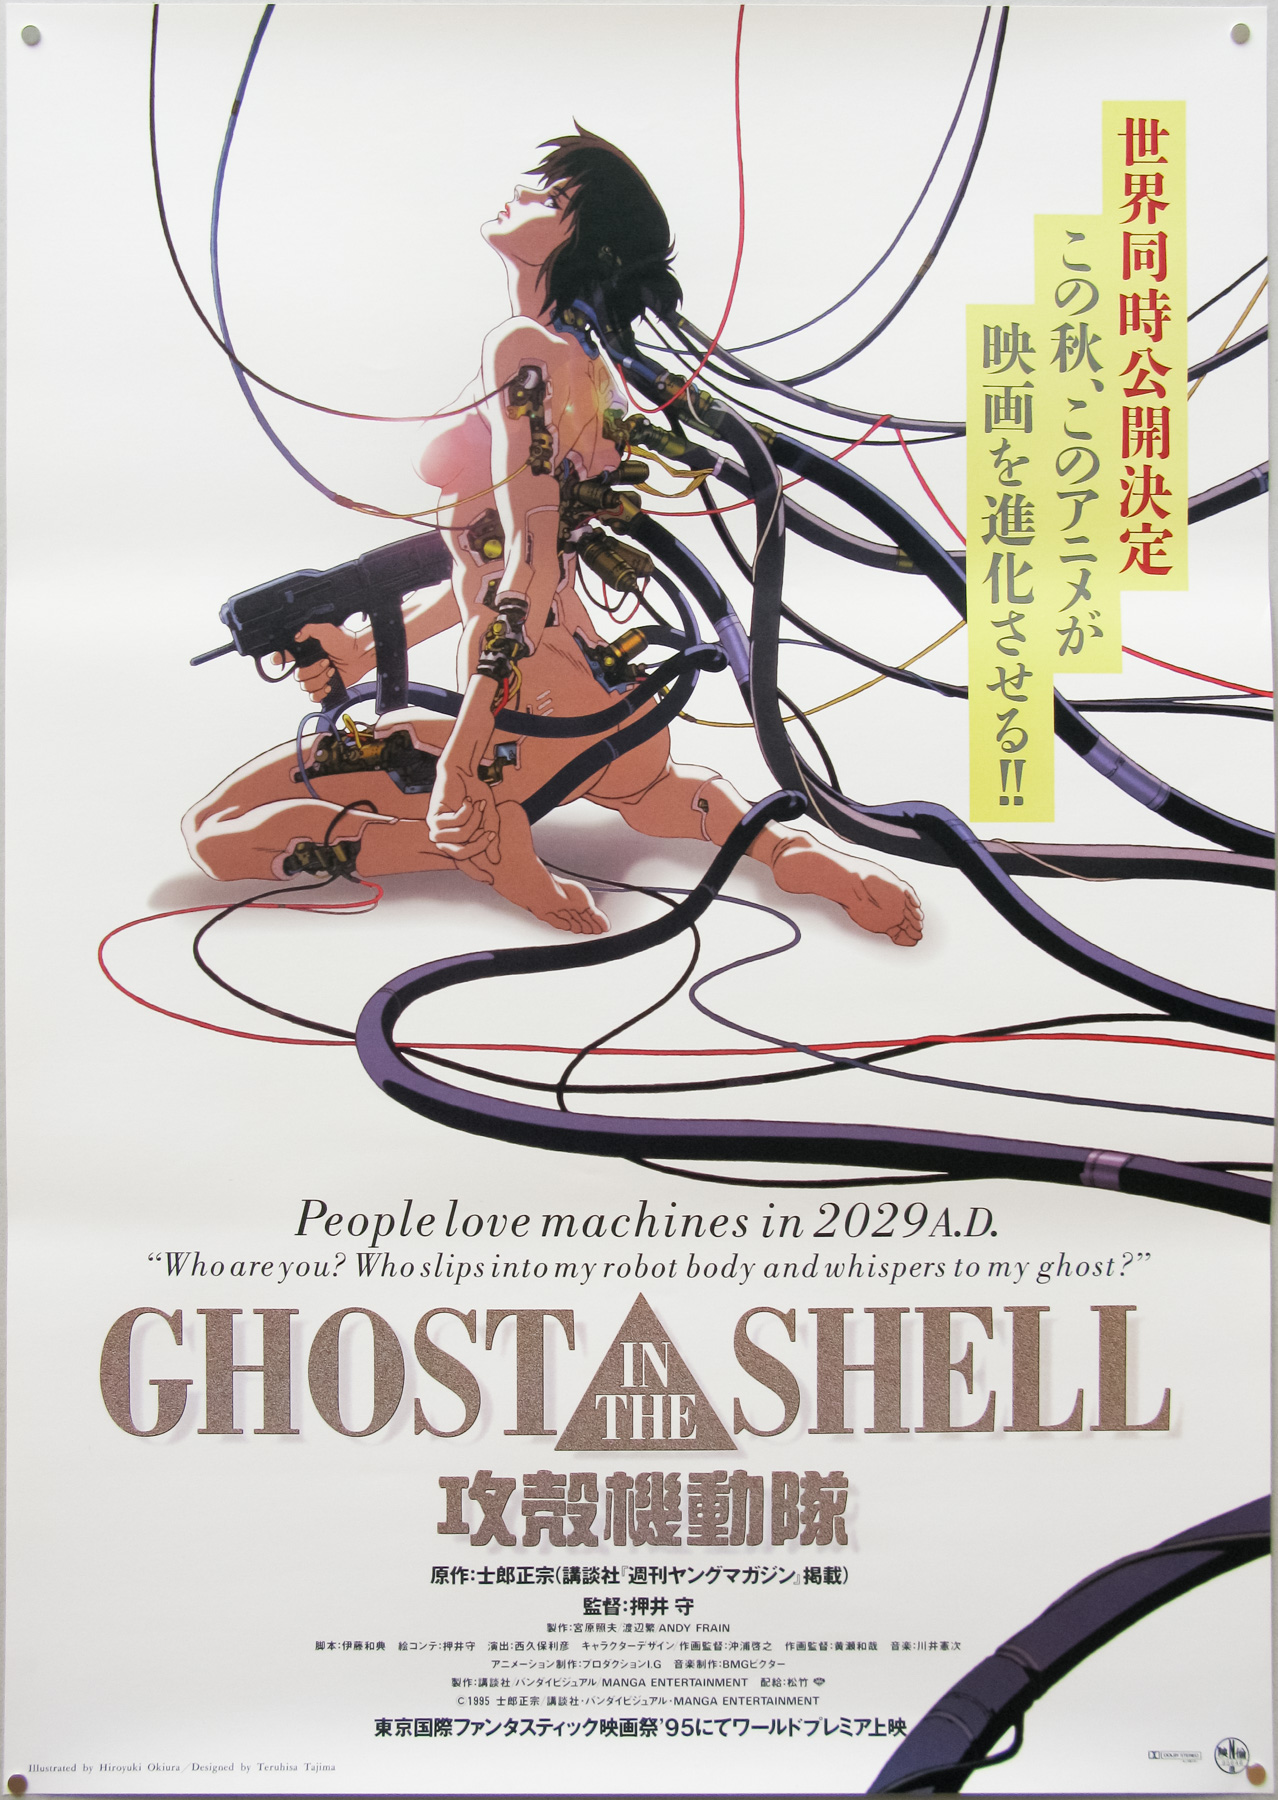 世界同時公開決定
この秋、このアニメが
映画を進化させる!!
People love machines in 2029 A.D.
“Who are you? Who slips into my robot body and whispers to my ghost?”
GHOST IN THE SHELL
攻殻機動隊
原作:士郎正宗(講談社『週刊ヤングマガジン』掲載)
監督:押井 守
製作:宮原照夫/渡辺繁 ANDY FRAIN
脚本:伊藤和典 絵コンテ:押井守 演出:西久保利彦 キャラクターデザイン/作画監督:沖浦啓之 作画監督:黄瀬和哉 音楽:川井憲次
アニメーション制作:プロダクションI.G 音楽制作:BMGビクター
製作:講談社/バンダイビジュアル/MANGA ENTERTAINMENT 配給:松竹
©1995 士郎正宗/講談社・バンダイビジュアル・MANGA ENTERTAINMENT
東京国際ファンタスティック映画祭'95にてワールドプレミア上映
Illustrated by Hiroyuki Okiura/Designed by Teruhisa Tajima
DOLBY STEREO